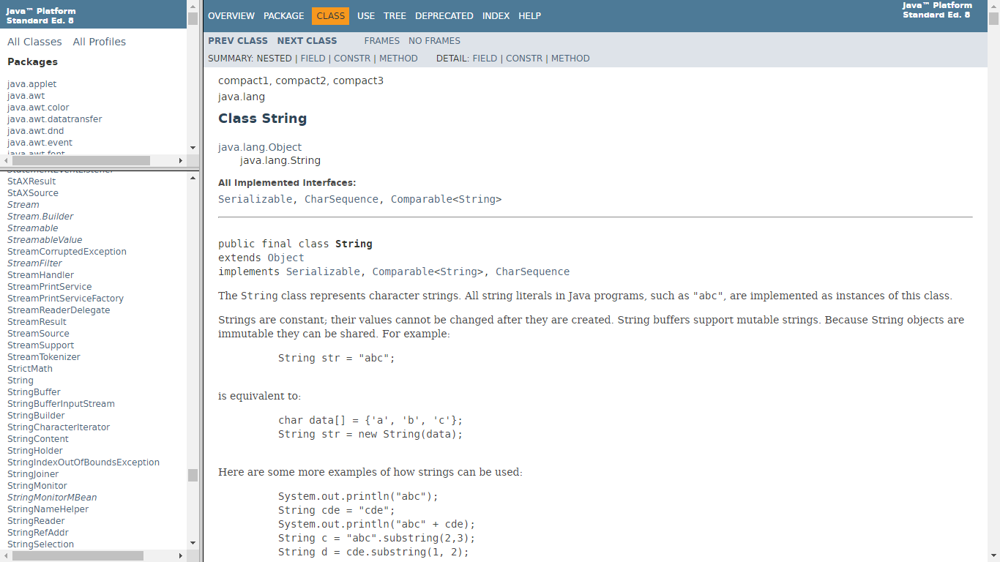 Java™ Platform
Standard Ed. 8
All Classes All Profiles
Packages
java.applet
java.awt
java.awt.color
java.awt.datatransfer
java.awt.dnd
java.awt.event
java.awt.font
StatementEventListener
StAXResult
StAXSource
Stream
Stream.Builder
Streamable
StreamableValue
StreamCorruptedException
StreamFilter
StreamHandler
StreamPrintService
StreamPrintServiceFactory
StreamReaderDelegate
StreamResult
StreamSource
StreamSupport
StreamTokenizer
StrictMath
String
StringBuffer
StringBufferInputStream
StringBuilder
StringCharacterIterator
StringContent
StringHolder
StringIndexOutOfBoundsException
StringJoiner
StringMonitor
StringMonitorMBean
StringNameHelper
StringReader
StringRefAddr
StringSelection
OVERVIEW PACKAGE CLASS USE TREE DEPRECATED INDEX HELP
Java™ Platform
Standard Ed. 8
PREV CLASS NEXT CLASS FRAMES NO FRAMES
SUMMARY: NESTED | FIELD | CONSTR | METHOD DETAIL: FIELD | CONSTR | METHOD
compact1, compact2, compact3
java.lang
Class String
java.lang.Object
java.lang.String
All Implemented Interfaces:
Serializable, CharSequence, Comparable<String>
public final class String
extends Object
implements Serializable, Comparable<String>, CharSequence
The String class represents character strings. All string literals in Java programs, such as "abc", are implemented as instances of this class.
Strings are constant; their values cannot be changed after they are created. String buffers support mutable strings. Because String objects are
immutable they can be shared. For example:
String str = "abc";
is equivalent to:
char data[] = {'a', 'b', 'c'};
String str = new String(data);
Here are some more examples of how strings can be used:
System.out.println("abc");
String cde = "cde";
System.out.println("abc" + cde);
String c = "abc".substring(2,3);
String d = cde.substring(1, 2);